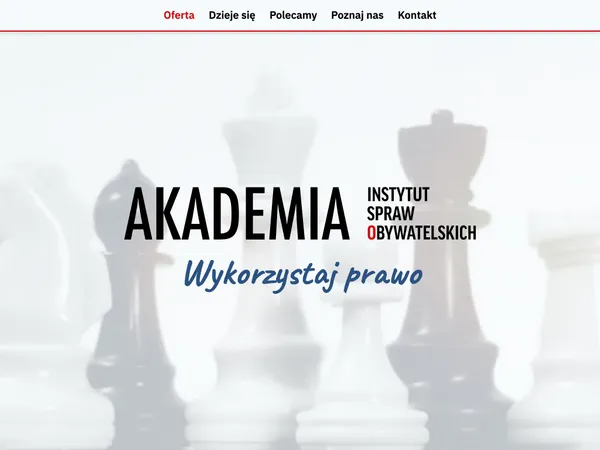 Oferta Dzieje się Polecamy Poznaj nas Kontakt
AKADEMIA
INSTYTUT
SPRAW
OBYWATELSKICH
Wykorzystaj prawo